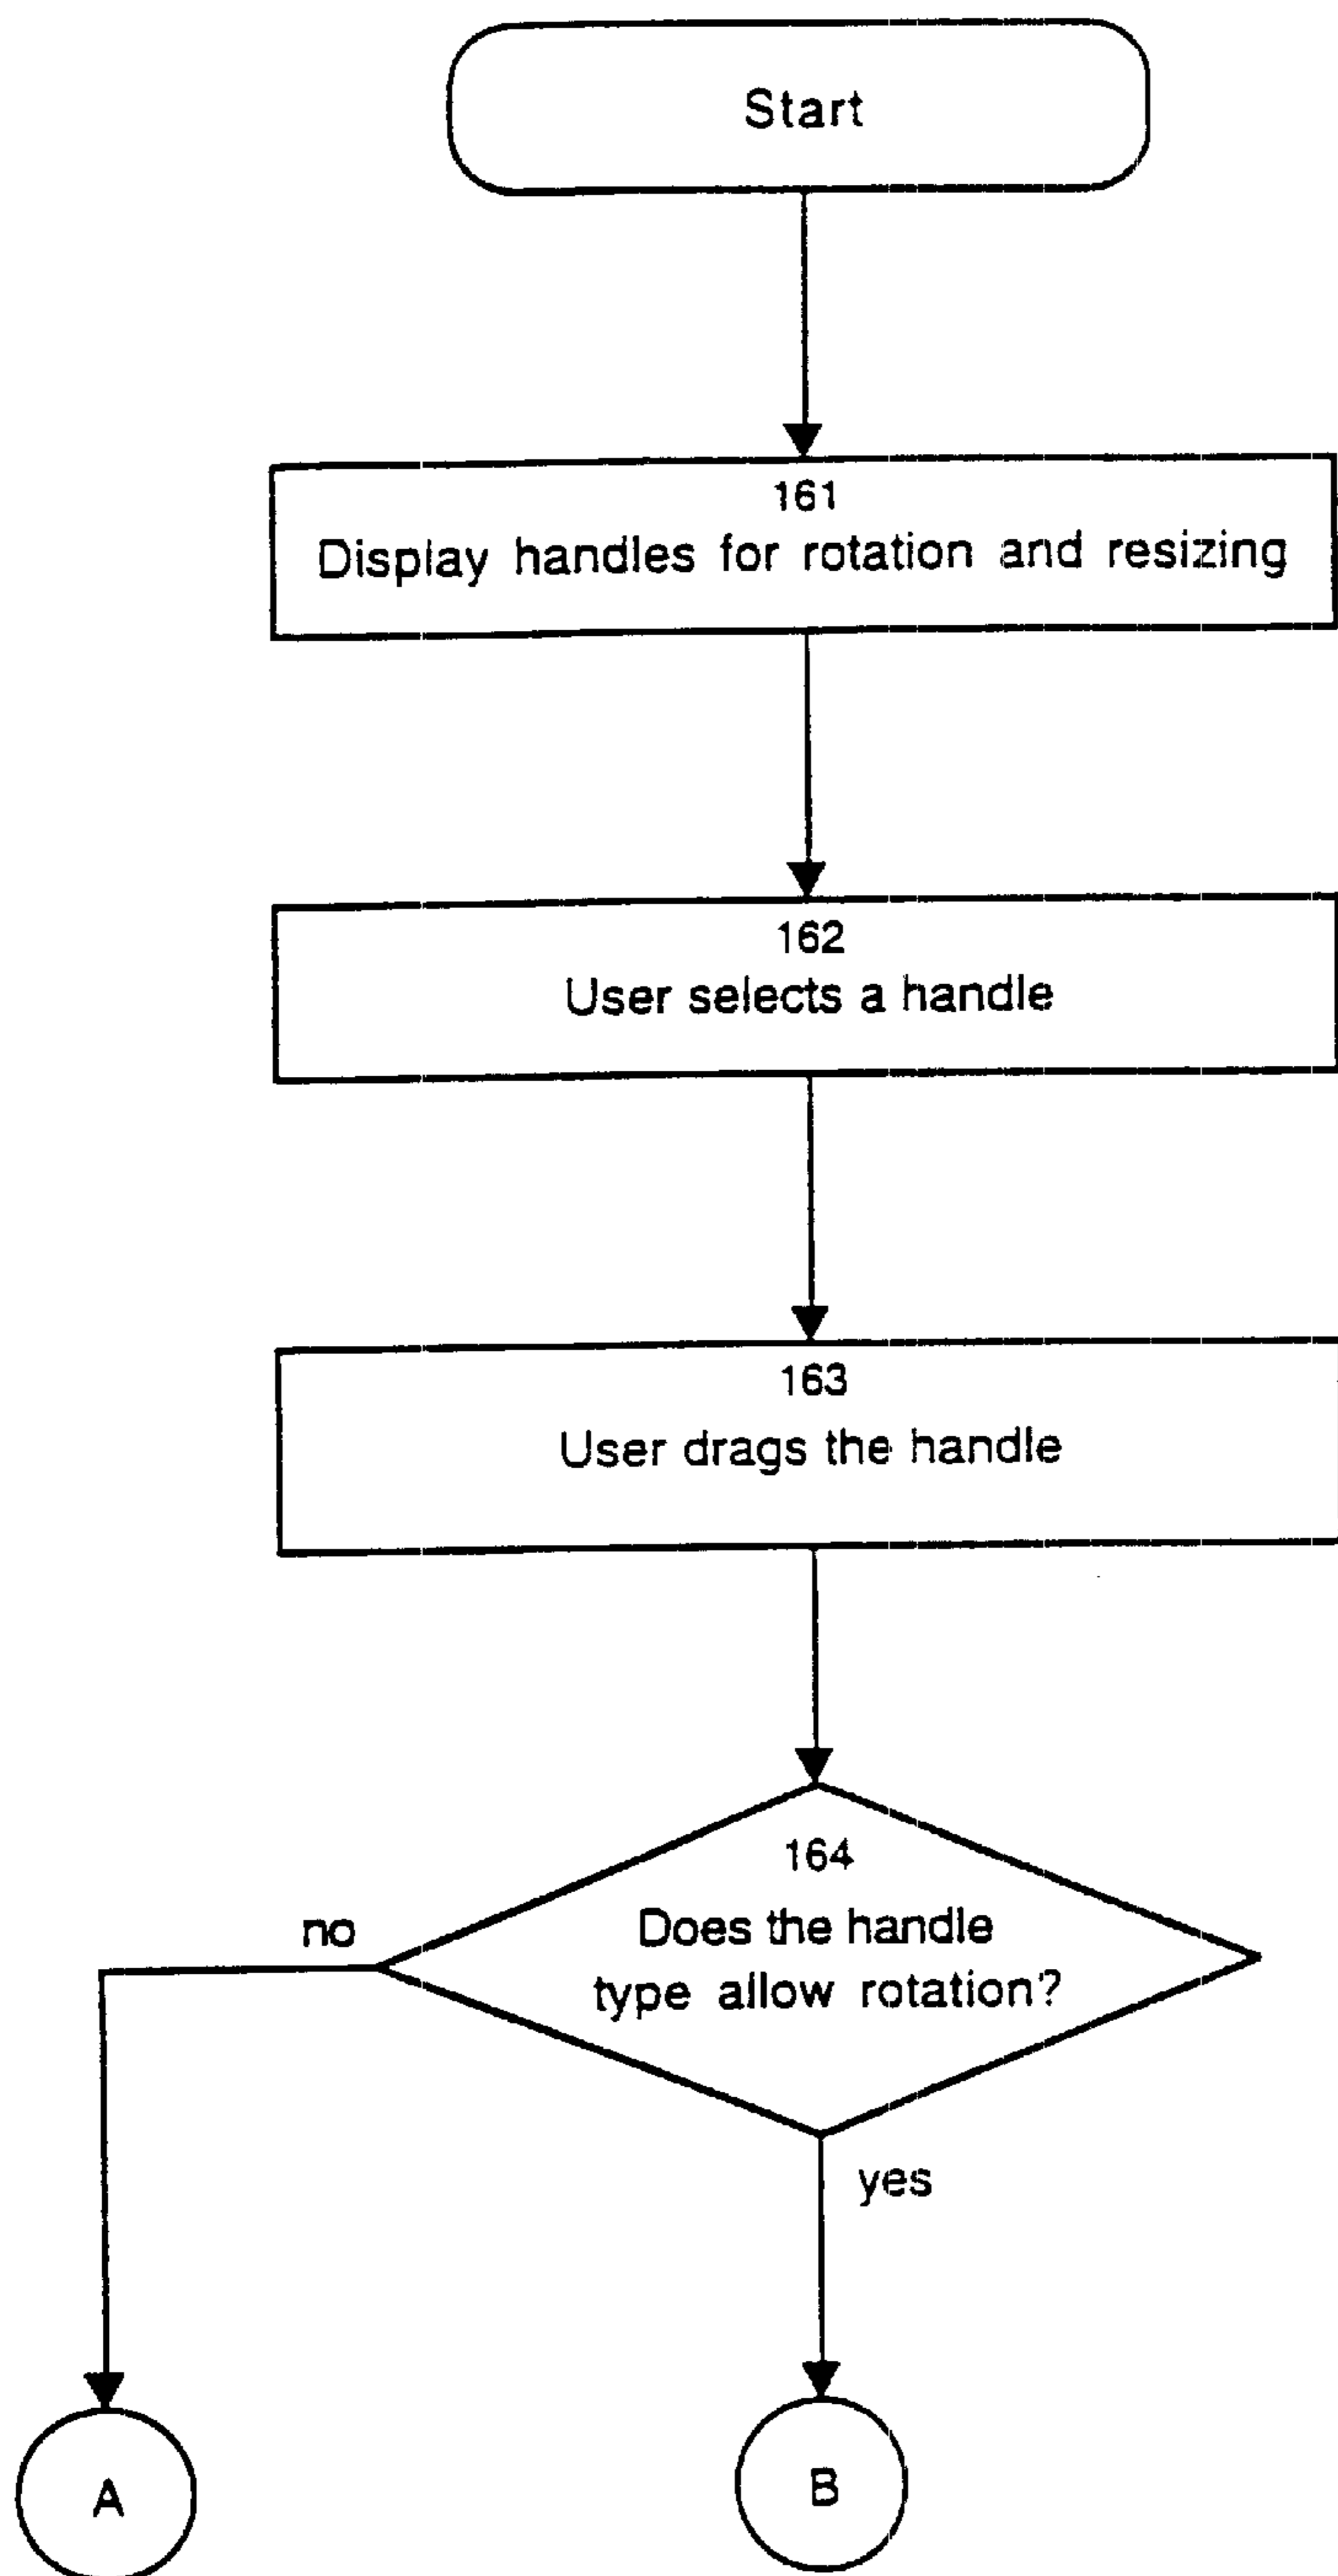 Start
161
Display handles for rotation and resizing
162
User selects a handle
163
User drags the handle
164
Does the handle
type allow rotation?
no
yes
A
B